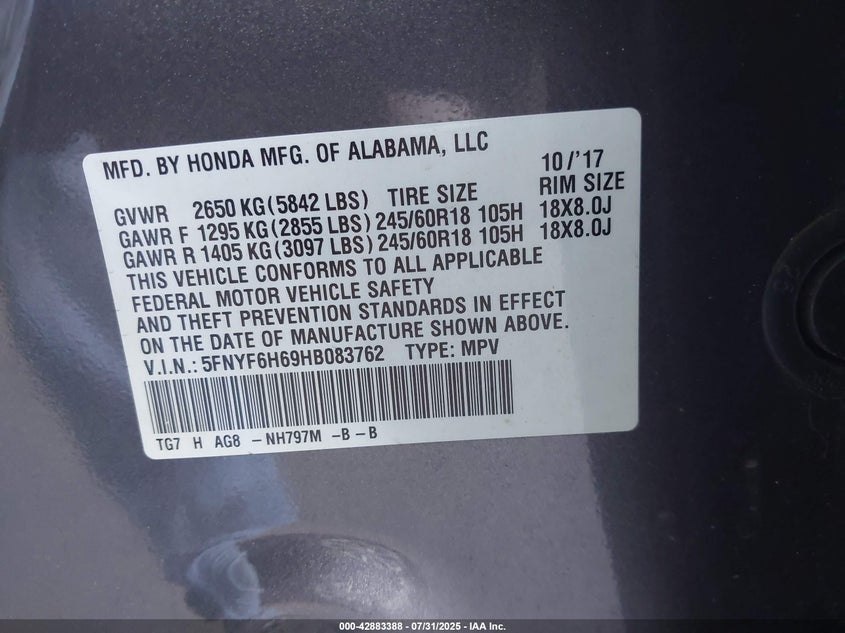 MFD. BY HONDA MFG. OF ALABAMA, LLC 10/'17
GVWR 2650 KG(5842 LBS) TIRE SIZE RIM SIZE
GAWR F 1295 KG(2855 LBS) 245/60R18 105H 18X8.0J
GAWR R 1405 KG(3097 LBS) 245/60R18 105H 18X8.0J
THIS VEHICLE CONFORMS TO ALL APPLICABLE
FEDERAL MOTOR VEHICLE SAFETY
AND THEFT PREVENTION STANDARDS IN EFFECT
ON THE DATE OF MANUFACTURE SHOWN ABOVE.
V.I.N.: 5FNYF6H69HB083762 TYPE: MPV
TG7 H AG8 -NH797M -B-B
000-42883388 - 07/31/2025 - IAA Inc.